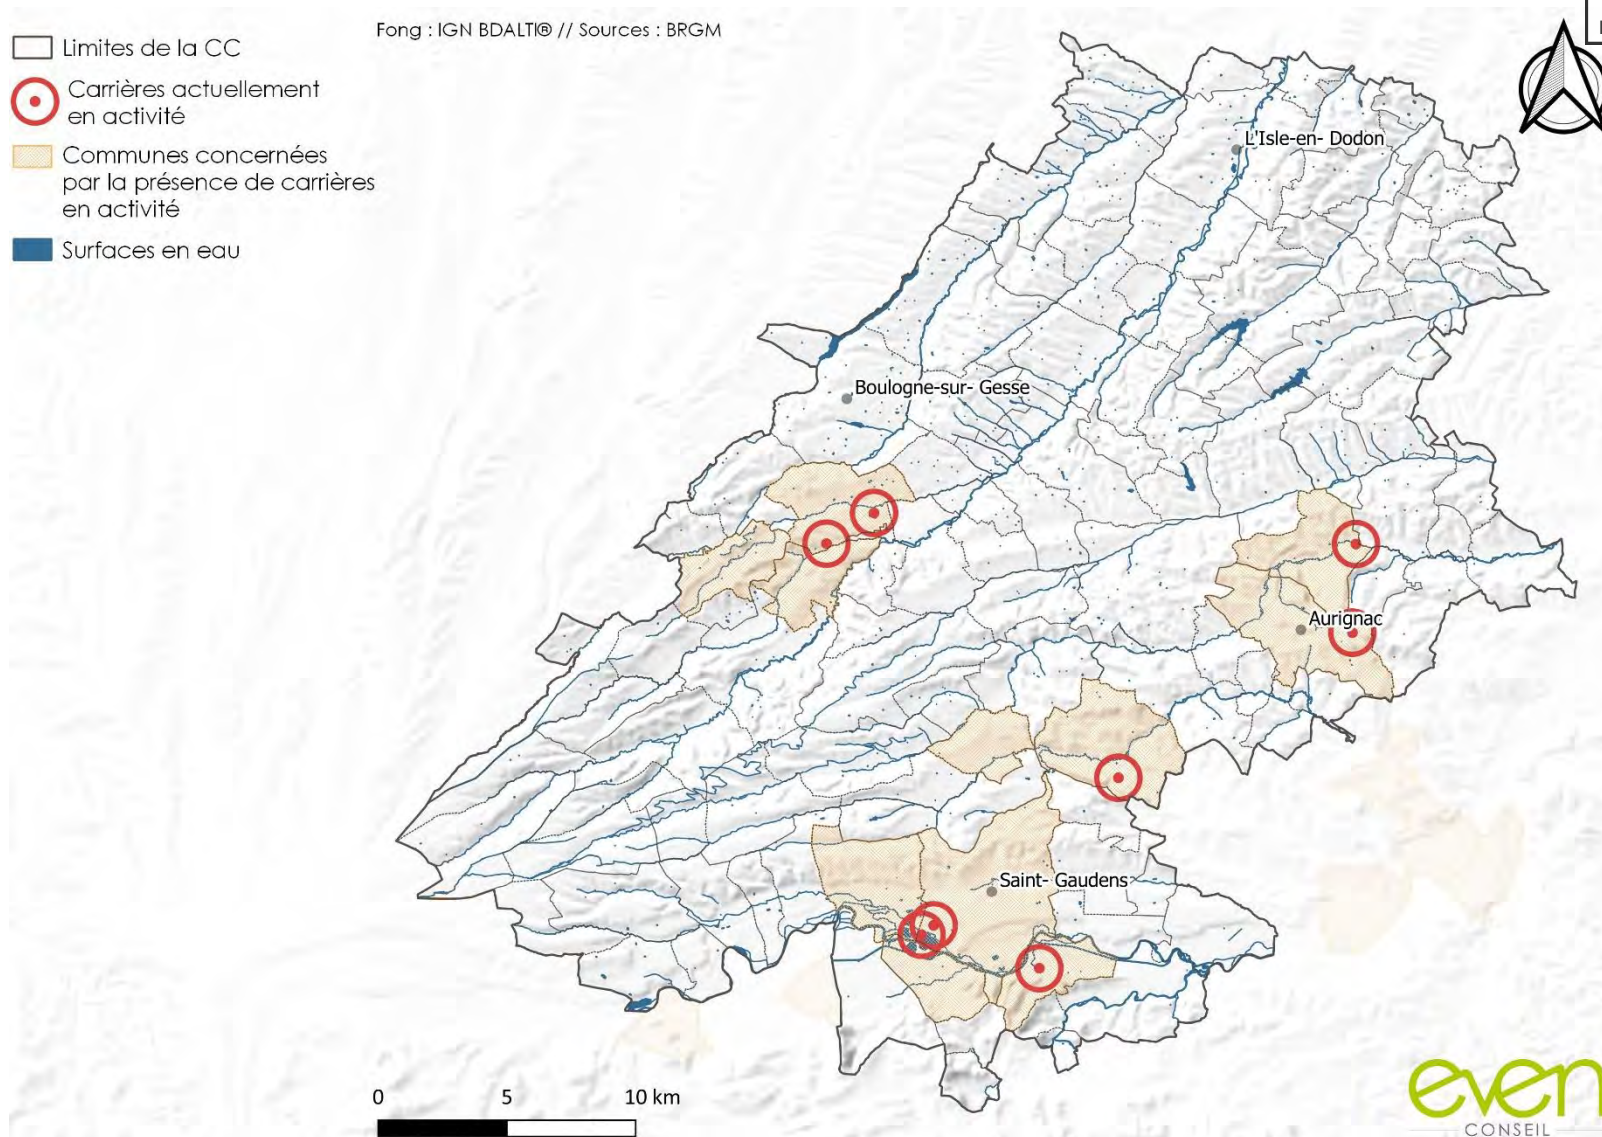 Fong : IGN BDALTI® // Sources : BRGM
Limites de la CC
Carrières actuellement
en activité
Communes concernées
par la présence de carrières
en activité
Surfaces en eau
L'Isle-en- Dodon
Boulogne-sur- Gesse
Aurignac
Saint- Gaudens
0 5 10 km
even
CONSEIL